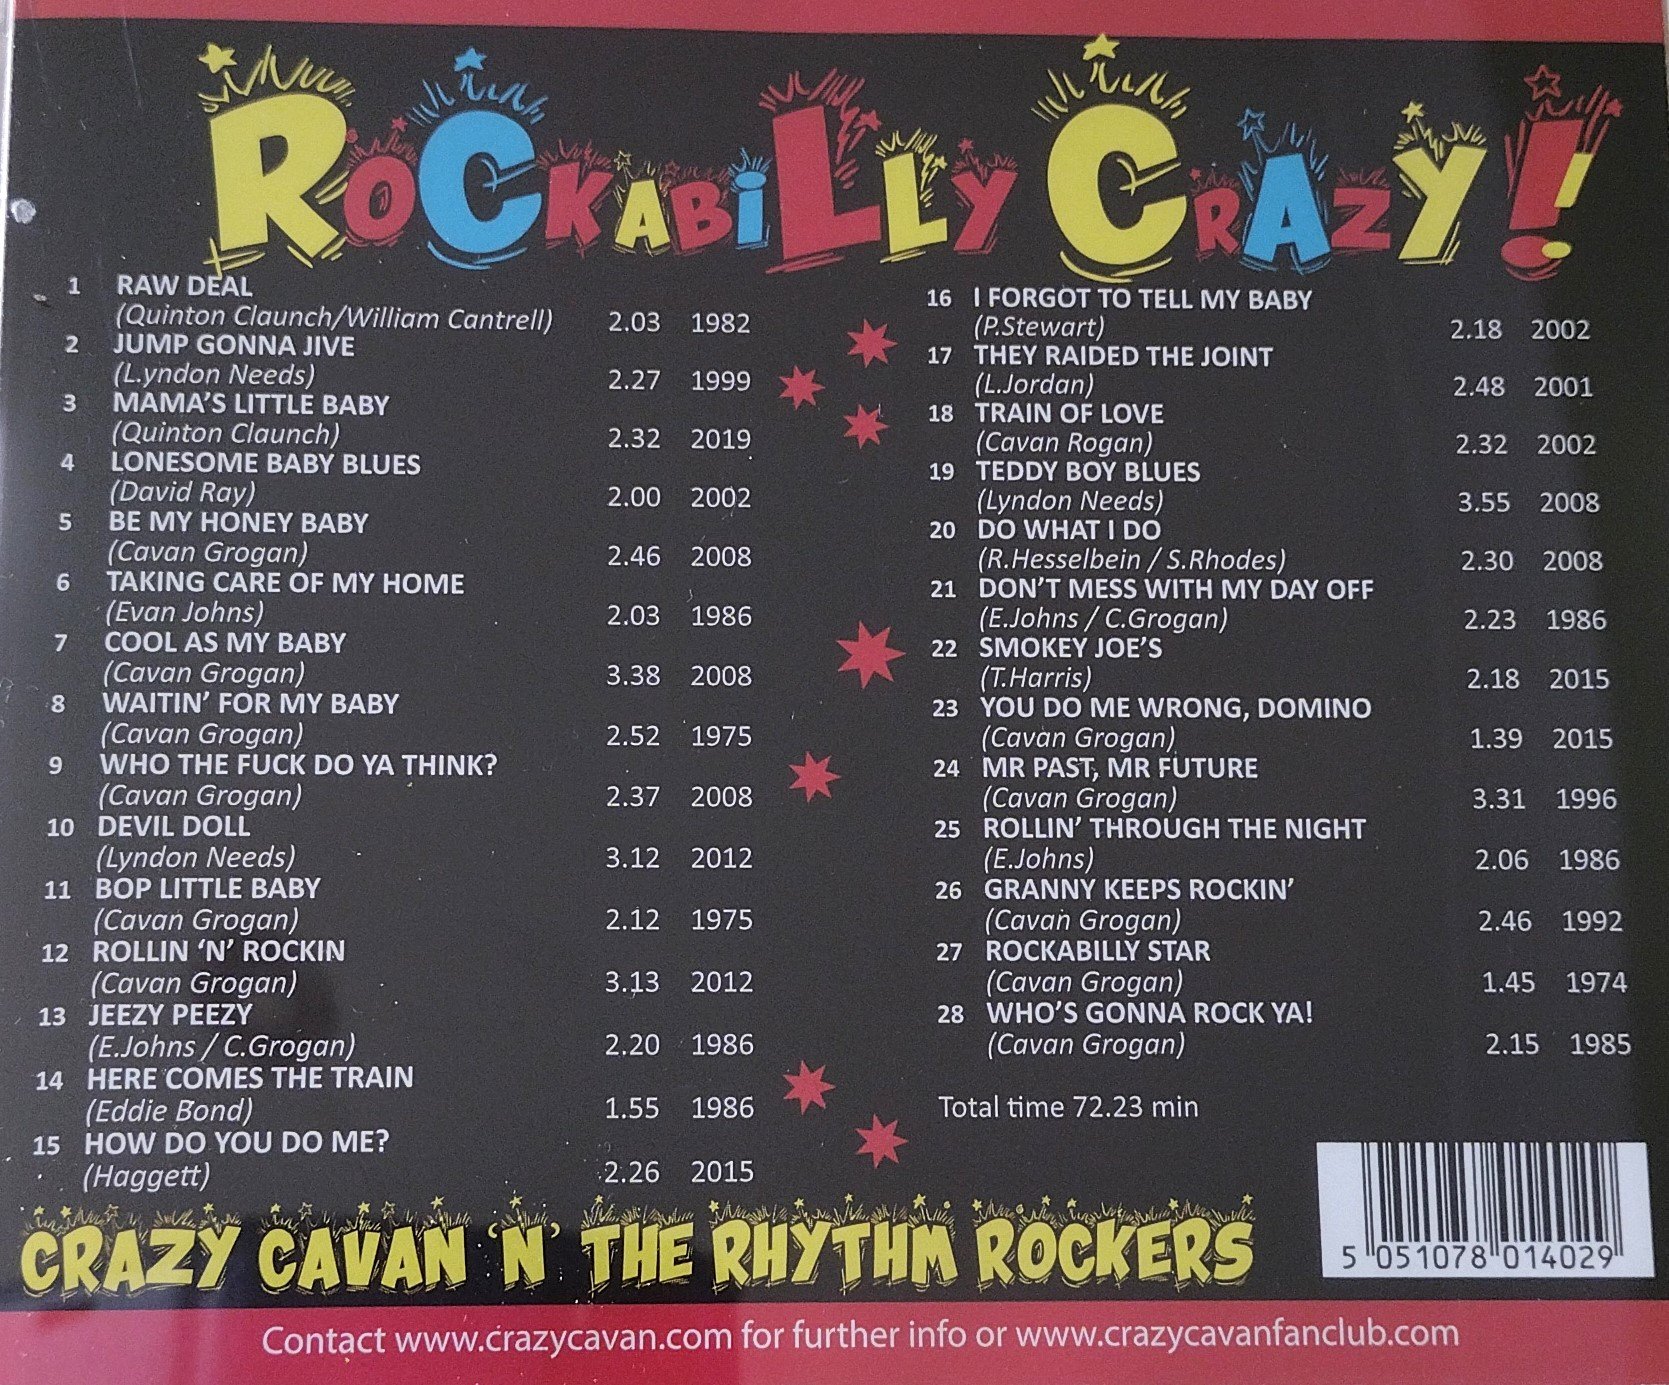 RoCKABiLLY CRAZY!
1 RAW DEAL
(Quinton Claunch/William Cantrell) 2.03 1982
2 JUMP GONNA JIVE
(L.yndon Needs) 2.27 1999
3 MAMA'S LITTLE BABY
(Quinton Claunch) 2.32 2019
4 LONESOME BABY BLUES
(David Ray) 2.00 2002
5 BE MY HONEY BABY
(Cavan Grogan) 2.46 2008
6 TAKING CARE OF MY HOME
(Evan Johns) 2.03 1986
7 COOL AS MY BABY
(Cavan Grogan) 3.38 2008
8 WAITIN' FOR MY BABY
(Cavan Grogan) 2.52 1975
9 WHO THE FUCK DO YA THINK?
(Cavan Grogan) 2.37 2008
10 DEVIL DOLL
(Lyndon Needs) 3.12 2012
11 BOP LITTLE BABY
(Cavan Grogan) 2.12 1975
12 ROLLIN 'N' ROCKIN
(Cavan Grogan) 3.13 2012
13 JEEZY PEEZY
(E.Johns / C.Grogan) 2.20 1986
14 HERE COMES THE TRAIN
(Eddie Bond) 1.55 1986
15 HOW DO YOU DO ME?
(Haggett) 2.26 2015
16 I FORGOT TO TELL MY BABY
(P.Stewart) 2.18 2002
17 THEY RAIDED THE JOINT
(L.Jordan) 2.48 2001
18 TRAIN OF LOVE
(Cavan Rogan) 2.32 2002
19 TEDDY BOY BLUES
(Lyndon Needs) 3.55 2008
20 DO WHAT I DO
(R.Hesselbein / S.Rhodes) 2.30 2008
21 DON'T MESS WITH MY DAY OFF
(E.Johns / C.Grogan) 2.23 1986
22 SMOKEY JOE'S
(T.Harris) 2.18 2015
23 YOU DO ME WRONG, DOMINO
(Cavan Grogan) 1.39 2015
24 MR PAST, MR FUTURE
(Cavan Grogan) 3.31 1996
25 ROLLIN' THROUGH THE NIGHT
(E.Johns) 2.06 1986
26 GRANNY KEEPS ROCKIN'
(Cavan Grogan) 2.46 1992
27 ROCKABILLY STAR
(Cavan Grogan) 1.45 1974
28 WHO'S GONNA ROCK YA!
(Cavan Grogan) 2.15 1985
Total time 72.23 min
CRAZY CAVAN 'N' THE RHYTHM ROCKERS
5 051078 014029
Contact www.crazycavan.com for further info or www.crazycavanfanclub.com